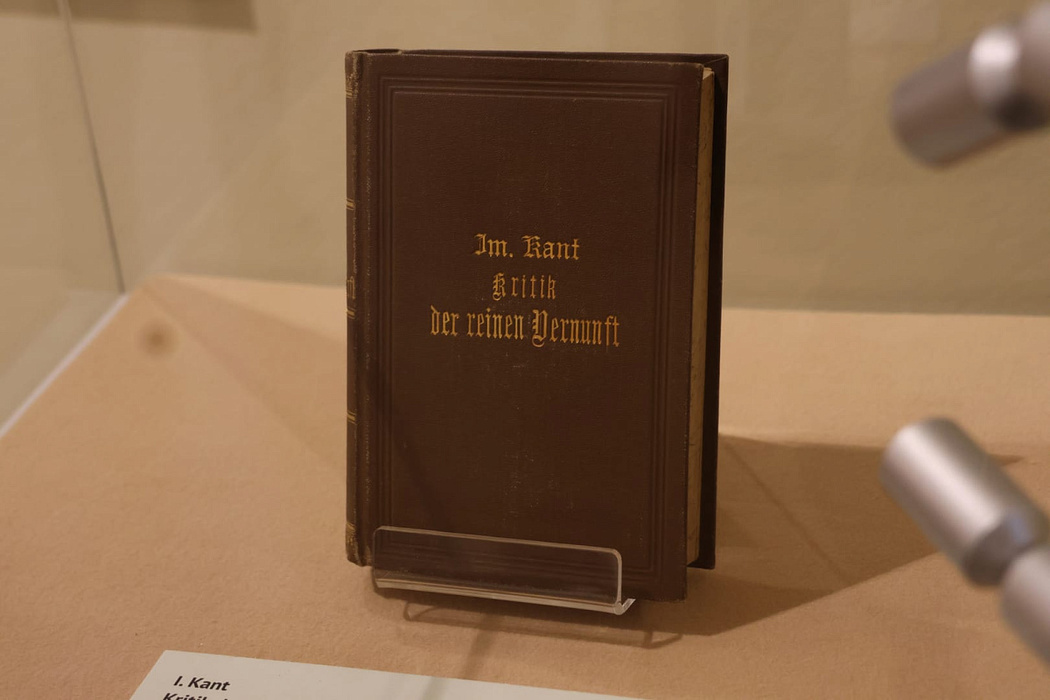 Im. Kant
Kritik
der reinen Vernunft
I. Kant